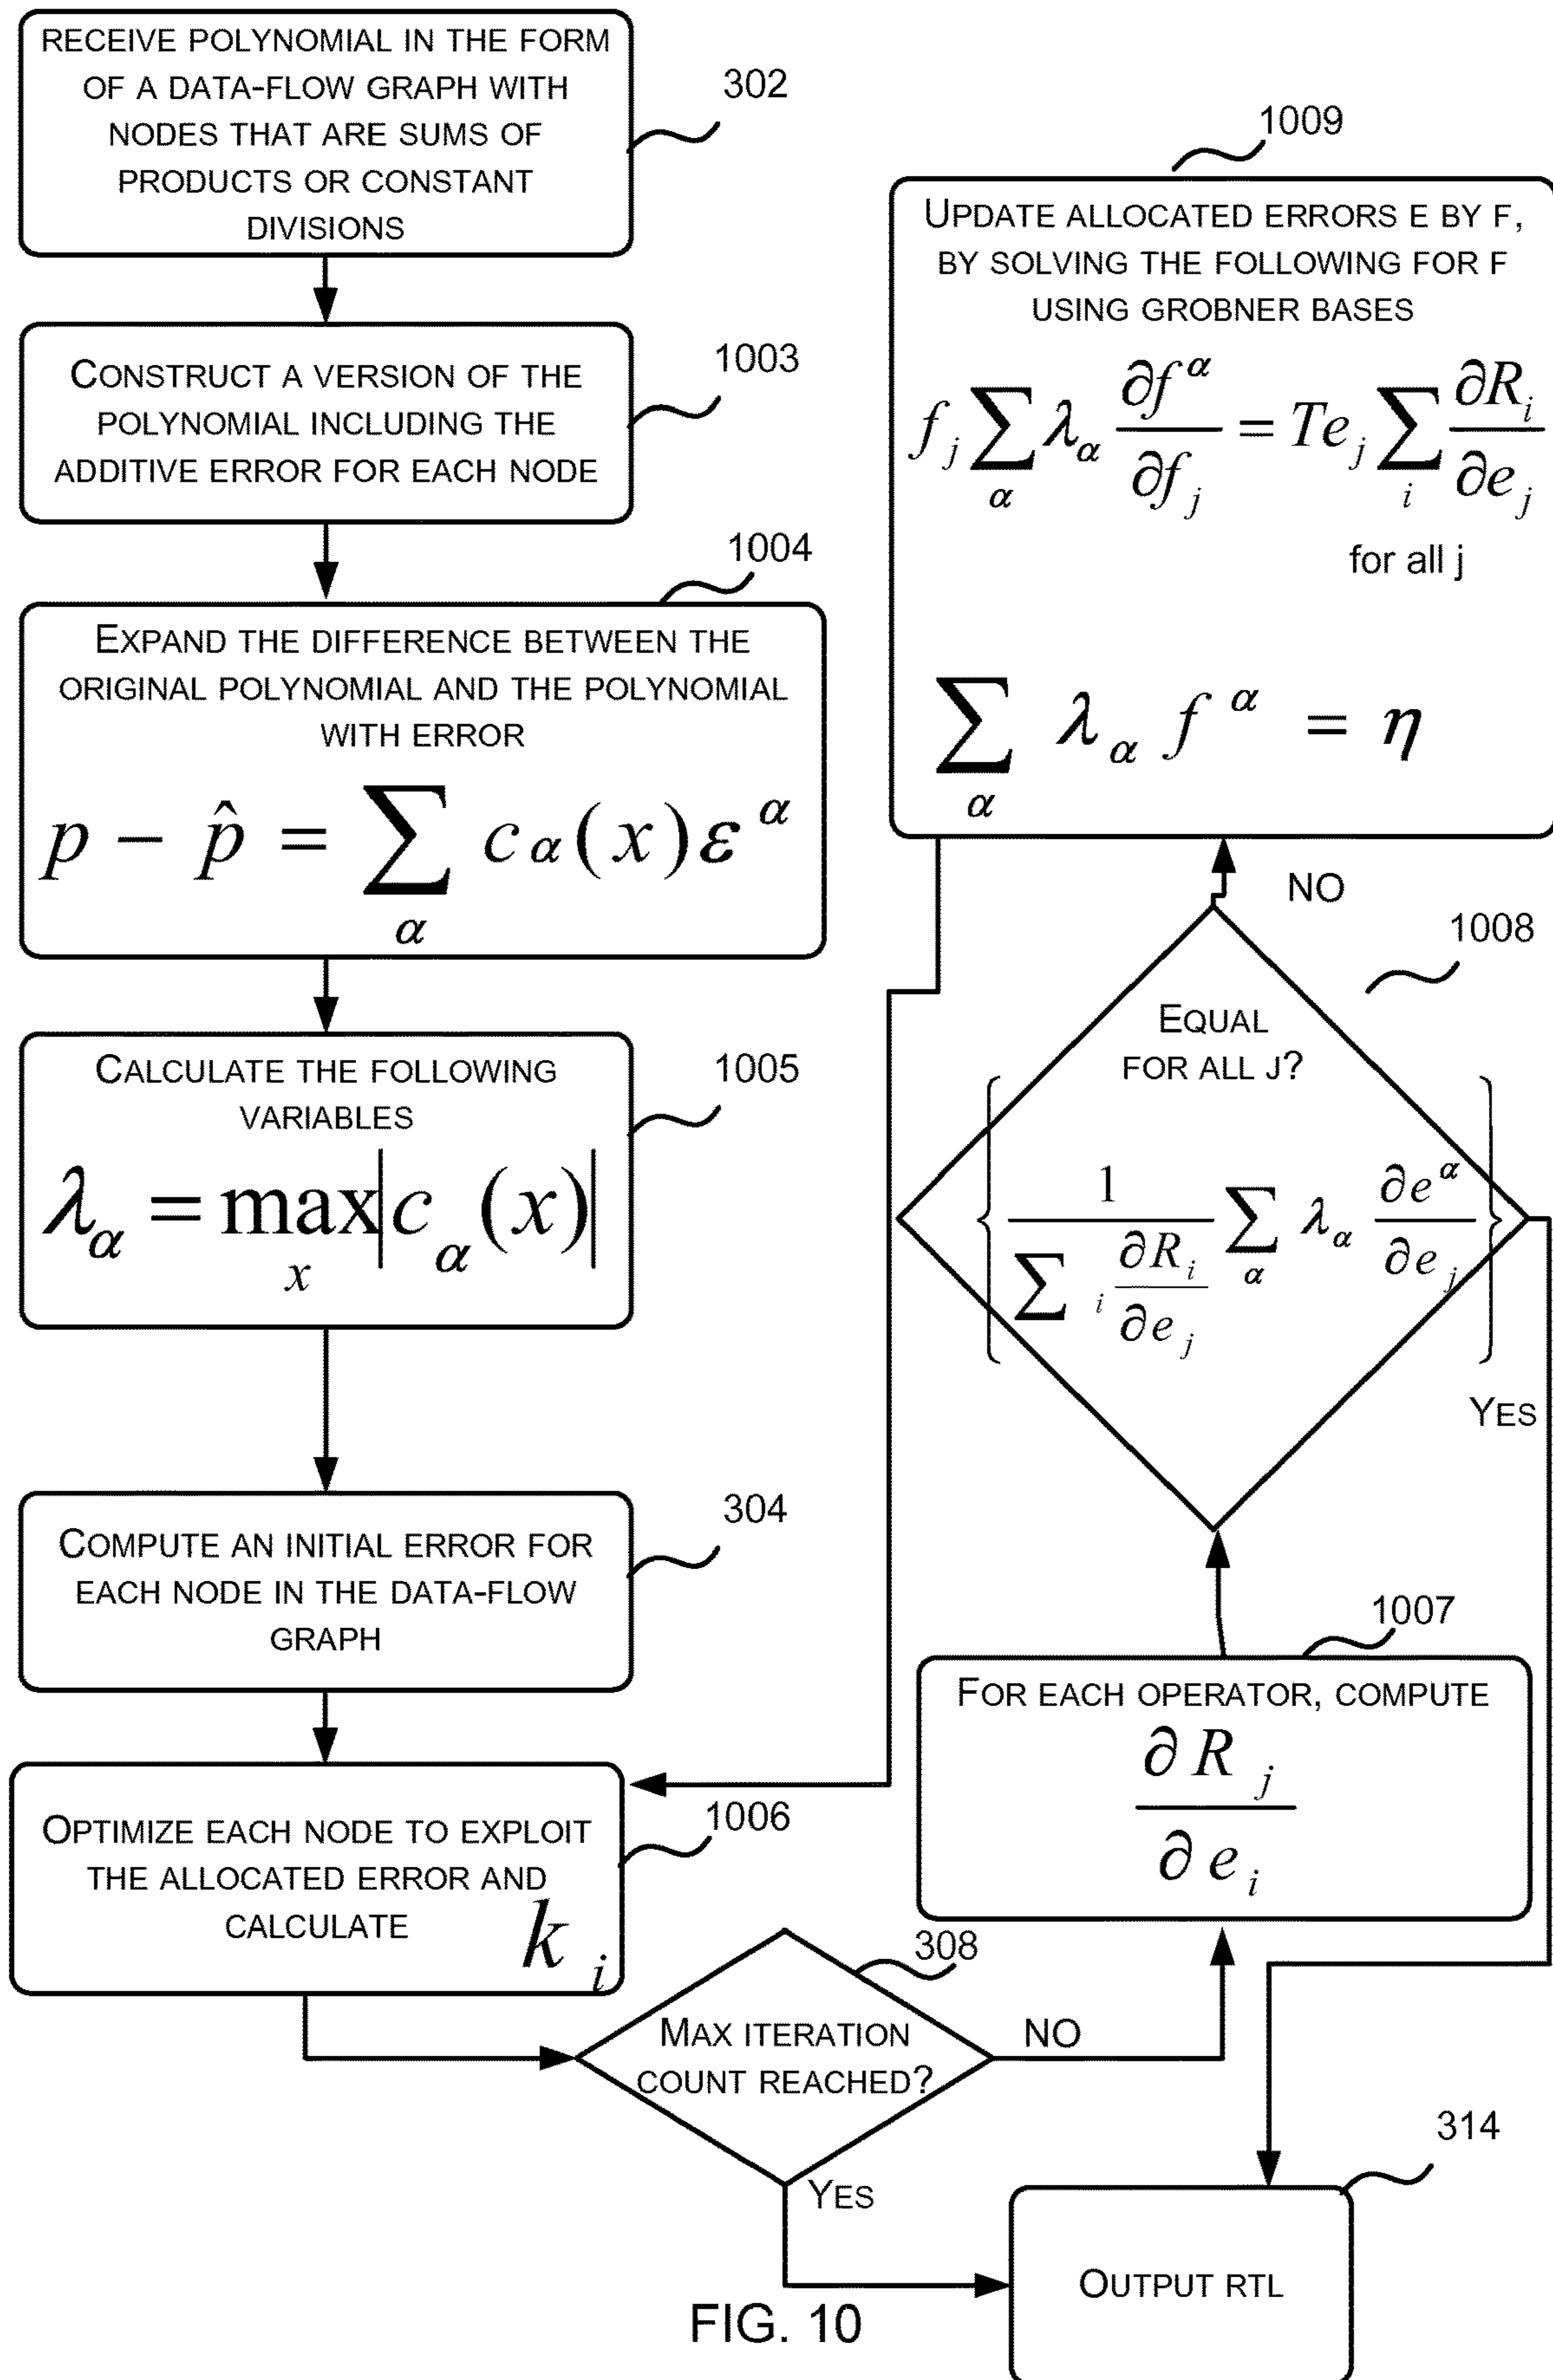 RECEIVE POLYNOMIAL IN THE FORM
OF A DATA-FLOW GRAPH WITH
NODES THAT ARE SUMS OF
PRODUCTS OR CONSTANT
DIVISIONS
302
CONSTRUCT A VERSION OF THE
POLYNOMIAL INCLUDING THE
ADDITIVE ERROR FOR EACH NODE
1003
1004
EXPAND THE DIFFERENCE BETWEEN THE
ORIGINAL POLYNOMIAL AND THE POLYNOMIAL
WITH ERROR
p − p̂ = ∑_α c_α(x) ε^α
CALCULATE THE FOLLOWING
VARIABLES
λ_α = max_x |c_α(x)|
1005
COMPUTE AN INITIAL ERROR FOR
EACH NODE IN THE DATA-FLOW
GRAPH
304
OPTIMIZE EACH NODE TO EXPLOIT
THE ALLOCATED ERROR AND
CALCULATE k_i
1006
308
MAX ITERATION
COUNT REACHED?
NO
YES
1007
FOR EACH OPERATOR, COMPUTE
∂R_j / ∂e_i
1008
EQUAL
FOR ALL J?
{ 1 / (∑_i ∂R_i/∂e_j) ∑_α λ_α ∂e^α/∂e_j }
NO
YES
1009
UPDATE ALLOCATED ERRORS E BY F,
BY SOLVING THE FOLLOWING FOR F
USING GROBNER BASES
f_j ∑_α λ_α ∂f^α/∂f_j = Te_j ∑_i ∂R_i/∂e_j
for all j
∑_α λ_α f^α = η
314
OUTPUT RTL
FIG. 10